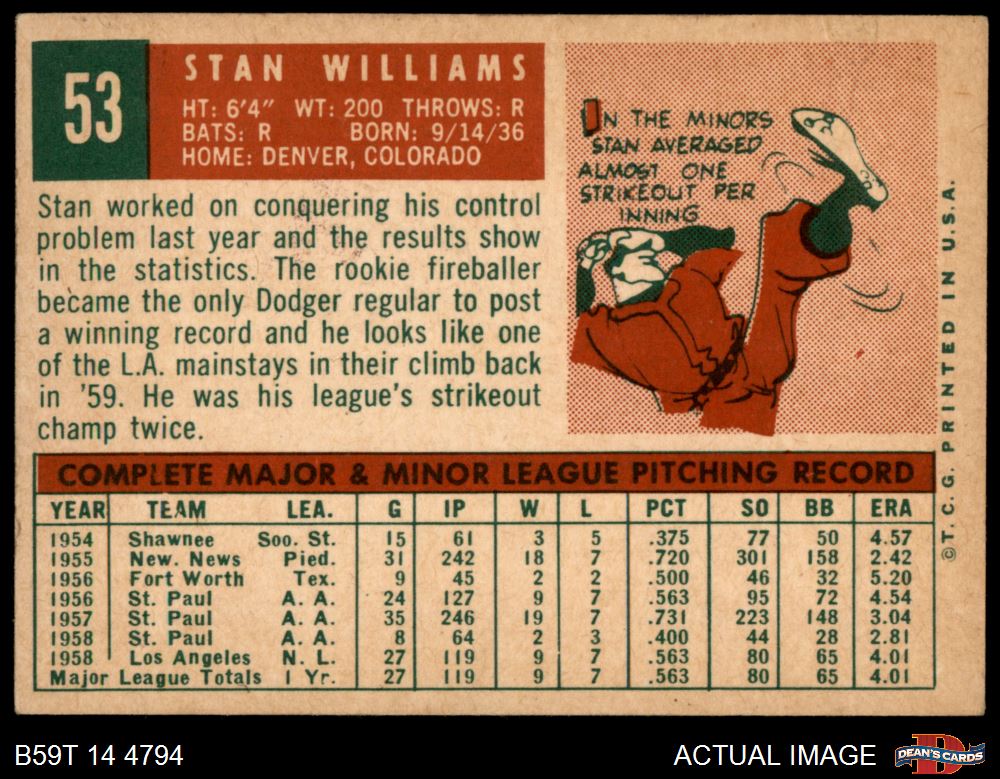 53
STAN WILLIAMS
HT: 6'4" WT: 200 THROWS: R
BATS: R BORN: 9/14/36
HOME: DENVER, COLORADO
Stan worked on conquering his control
problem last year and the results show
in the statistics. The rookie fireballer
became the only Dodger regular to post
a winning record and he looks like one
of the L.A. mainstays in their climb back
in '59. He was his league's strikeout
champ twice.
IN THE MINORS
STAN AVERAGED
ALMOST ONE
STRIKEOUT PER
INNING
©T. C. G. PRINTED IN U.S.A.
COMPLETE MAJOR & MINOR LEAGUE PITCHING RECORD
YEAR TEAM LEA. G IP W L PCT SO BB ERA
1954 Shawnee Soo. St. 15 61 3 5 .375 77 50 4.57
1955 New. News Pied. 31 242 18 7 .720 301 158 2.42
1956 Fort Worth Tex. 9 45 2 2 .500 46 32 5.20
1956 St. Paul A. A. 24 127 9 7 .563 95 72 4.54
1957 St. Paul A. A. 35 246 19 7 .731 223 148 3.04
1958 St. Paul A. A. 8 64 2 3 .400 44 28 2.81
1958 Los Angeles N. L. 27 119 9 7 .563 80 65 4.01
Major League Totals 1 Yr. 27 119 9 7 .563 80 65 4.01
B59T 14 4794
ACTUAL IMAGE
B
DEAN'S CARDS